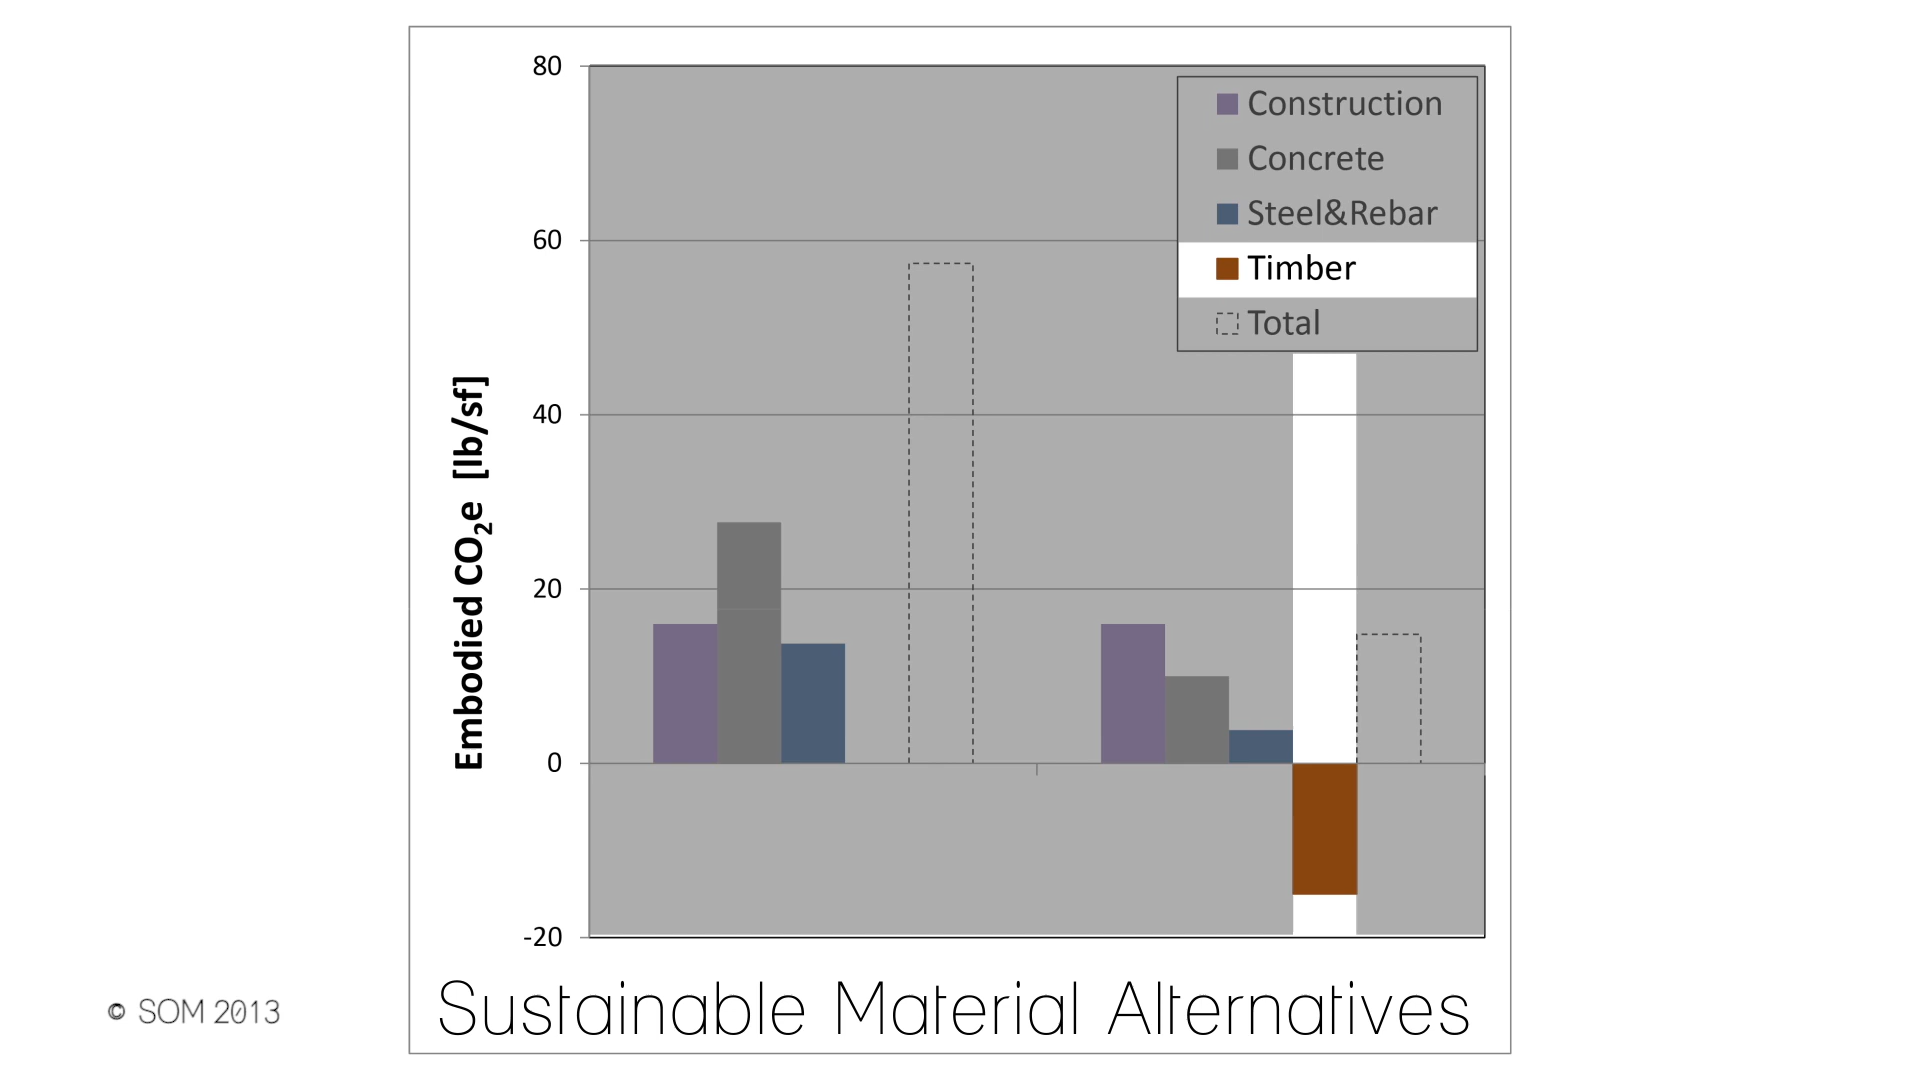 80
60
40
20
0
-20
Embodied CO₂e [lb/sf]
Construction
Concrete
Steel&Rebar
Timber
Total
Sustainable Material Alternatives
© SOM 2013